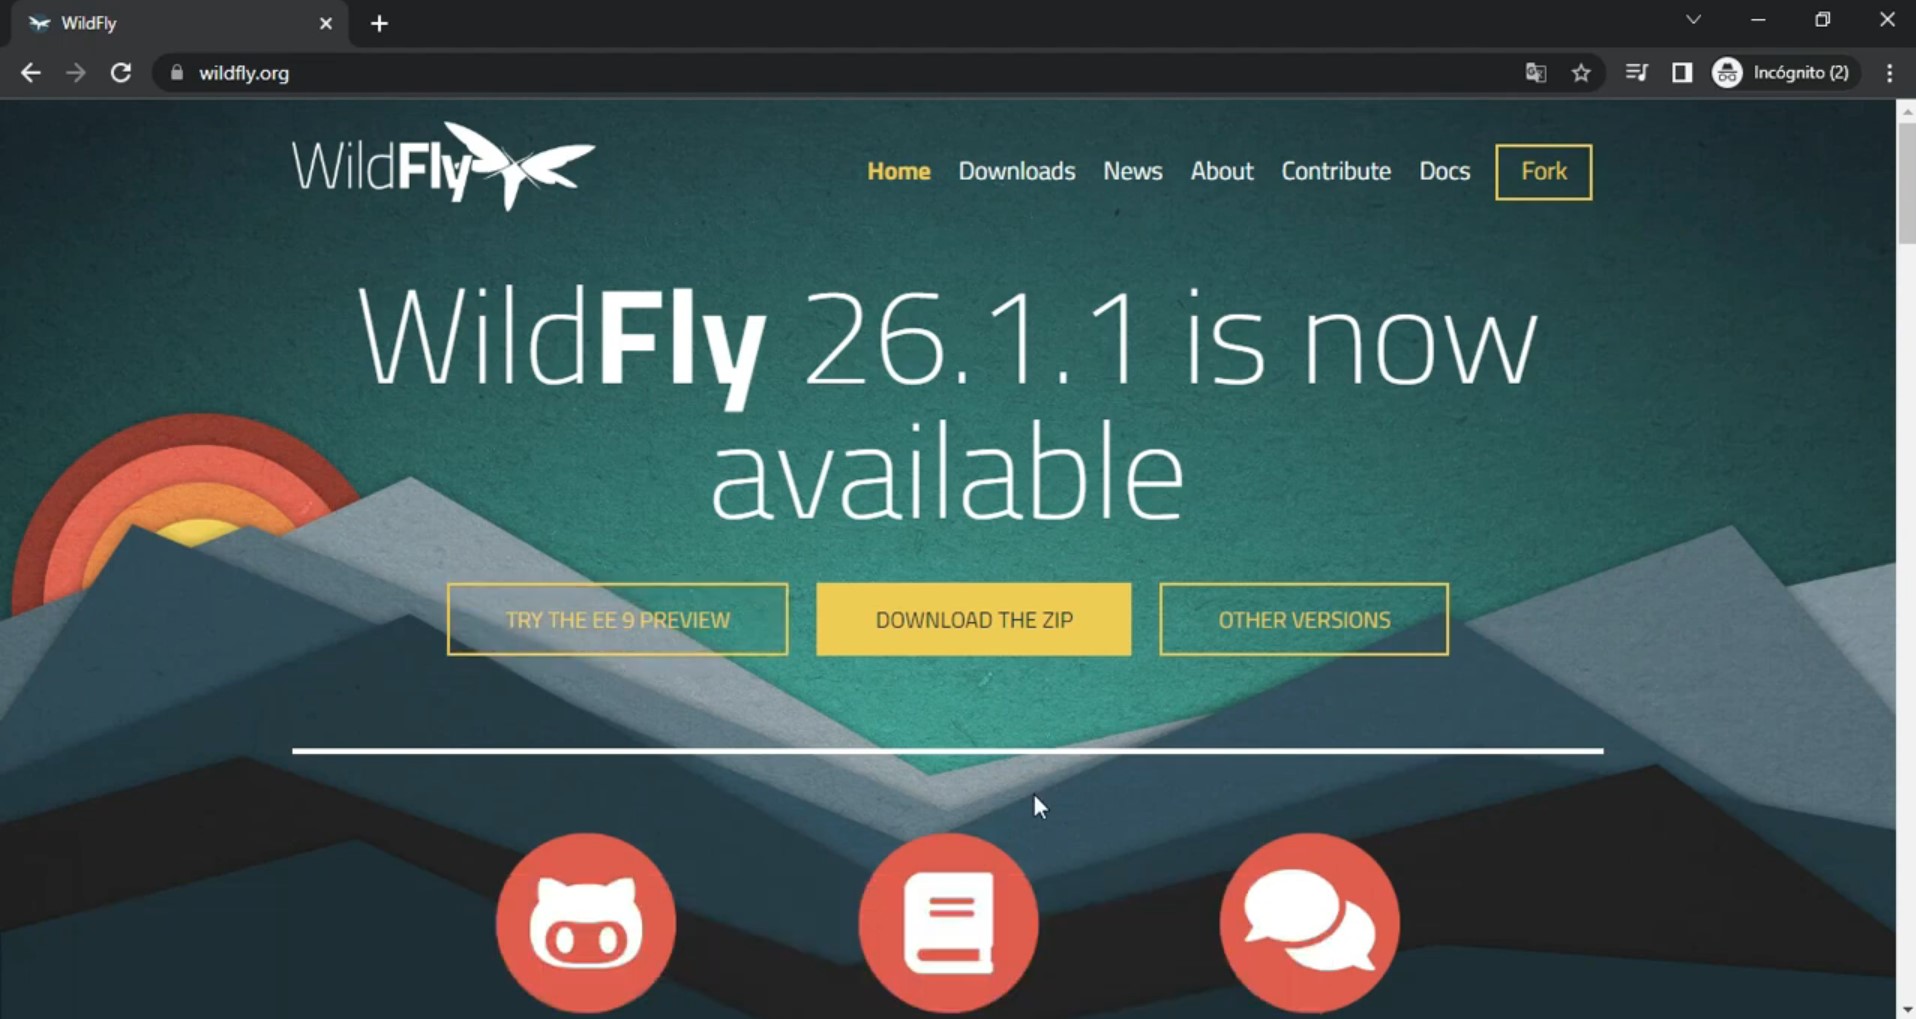 WildFly
wildfly.org
Incógnito (2)
WildFly
Home Downloads News About Contribute Docs Fork
WildFly 26.1.1 is now
available
TRY THE EE 9 PREVIEW
DOWNLOAD THE ZIP
OTHER VERSIONS